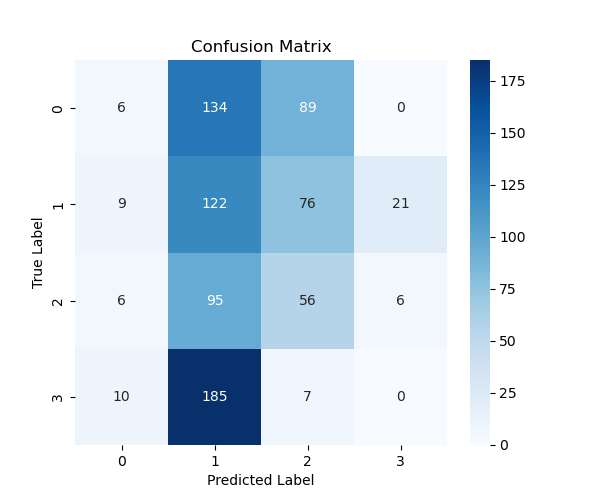 Confusion Matrix
0 6 134 89 0
1 9 122 76 21
2 6 95 56 6
3 10 185 7 0
0 1 2 3
Predicted Label
True Label
175
150
125
100
75
50
25
0